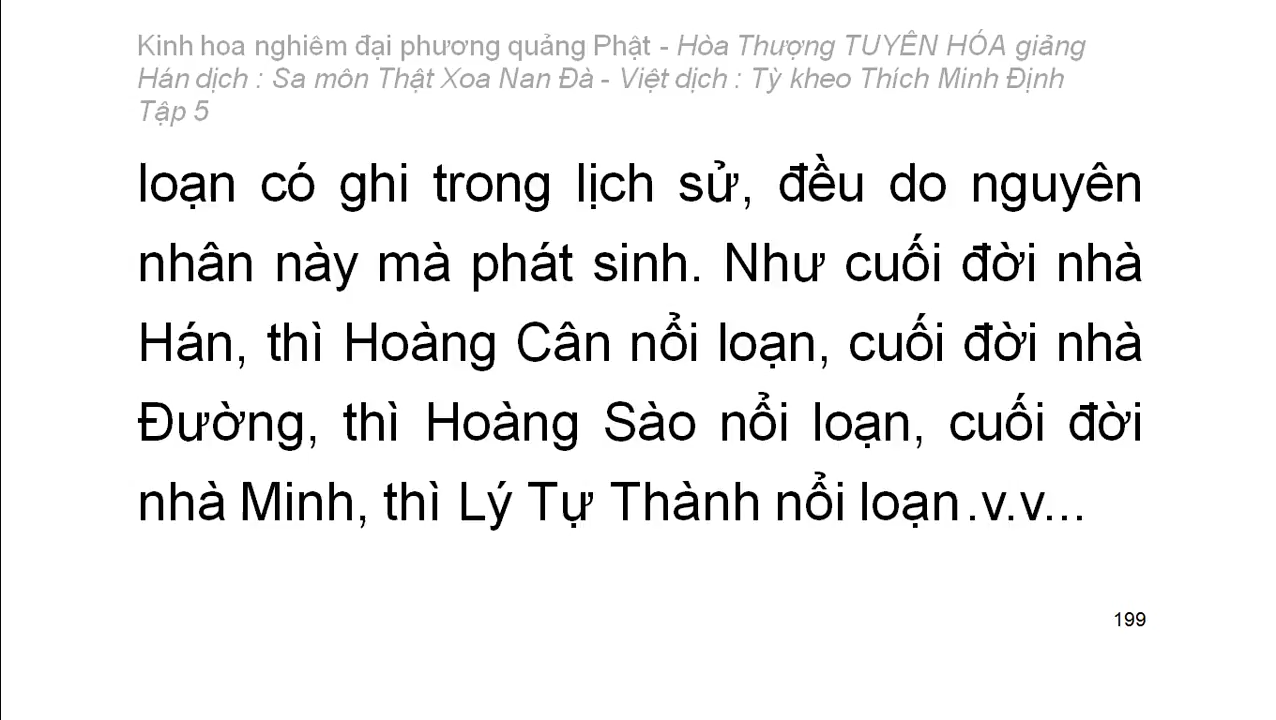 Kinh hoa nghiêm đại phương quảng Phật - Hòa Thượng TUYÊN HÓA giảng
Hán dịch : Sa môn Thật Xoa Nan Đà - Việt dịch : Tỳ kheo Thích Minh Định
Tập 5
loạn có ghi trong lịch sử, đều do nguyên
nhân này mà phát sinh. Như cuối đời nhà
Hán, thì Hoàng Cân nổi loạn, cuối đời nhà
Đường, thì Hoàng Sào nổi loạn, cuối đời
nhà Minh, thì Lý Tự Thành nổi loạn.v.v...
199